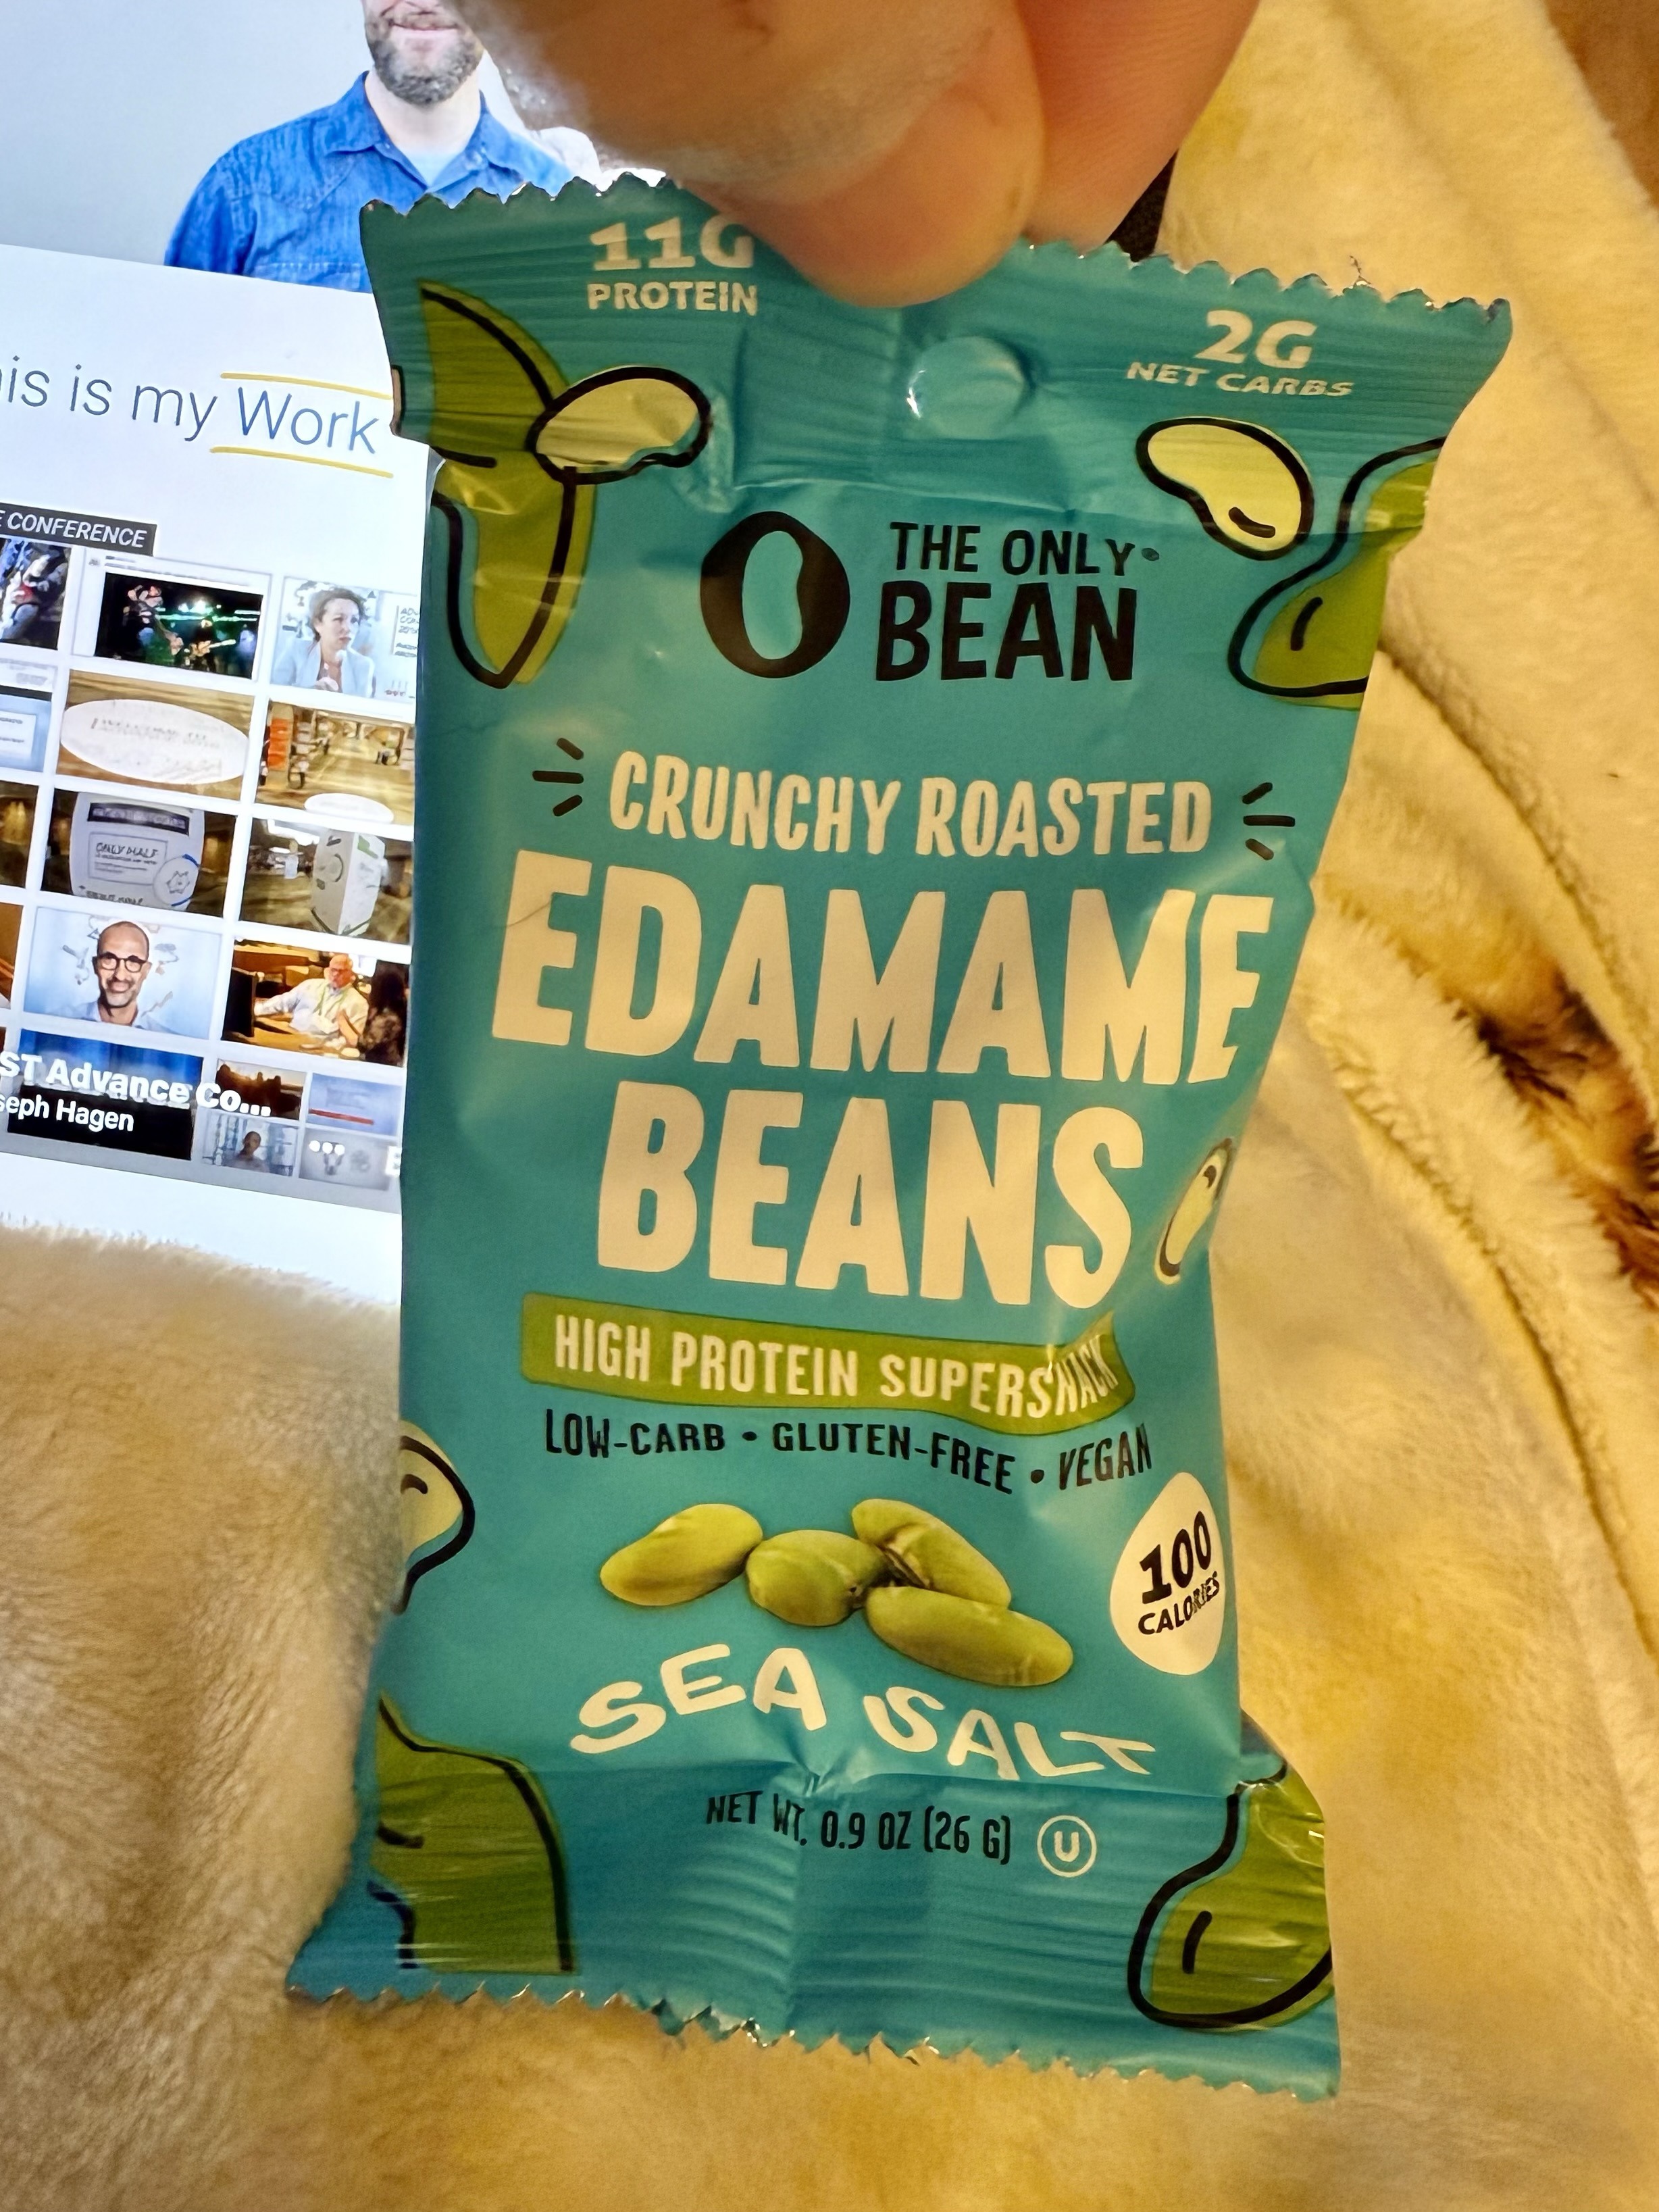 11G
PROTEIN
2G
NET CARBS
THE ONLY
BEAN
CRUNCHY ROASTED
EDAMAME
BEANS
HIGH PROTEIN SUPERSNACK
LOW-CARB • GLUTEN-FREE • VEGAN
100
CALORIES
SEA SALT
NET WT. 0.9 OZ (26 G)
U
is is my Work
CONFERENCE
ONLY HALF
ST Advance Co...
seph Hagen